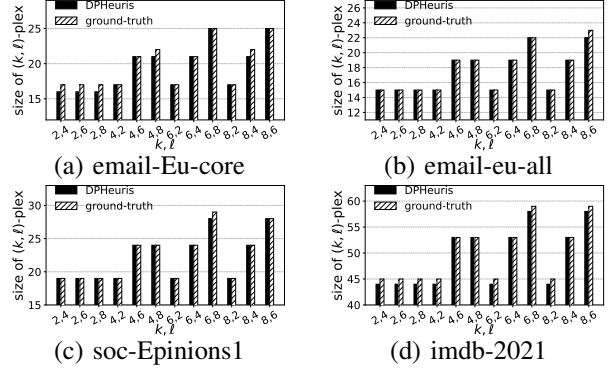 DPHeuris
ground-truth
size of (k, ℓ)-plex
25
20
15
2,4 2,6 2,8 4,2 4,6 4,8 6,2 6,4 6,8 8,2 8,4 8,6
k, ℓ
(a) email-Eu-core
DPHeuris
ground-truth
size of (k, ℓ)-plex
26
24
22
20
18
16
14
12
2,4 2,6 2,8 4,2 4,6 4,8 6,2 6,4 6,8 8,2 8,4 8,6
k, ℓ
(b) email-eu-all
DPHeuris
ground-truth
size of (k, ℓ)-plex
30
25
20
15
2,4 2,6 2,8 4,2 4,6 4,8 6,2 6,4 6,8 8,2 8,4 8,6
k, ℓ
(c) soc-Epinions1
DPHeuris
ground-truth
size of (k, ℓ)-plex
60
55
50
45
40
2,4 2,6 2,8 4,2 4,6 4,8 6,2 6,4 6,8 8,2 8,4 8,6
k, ℓ
(d) imdb-2021